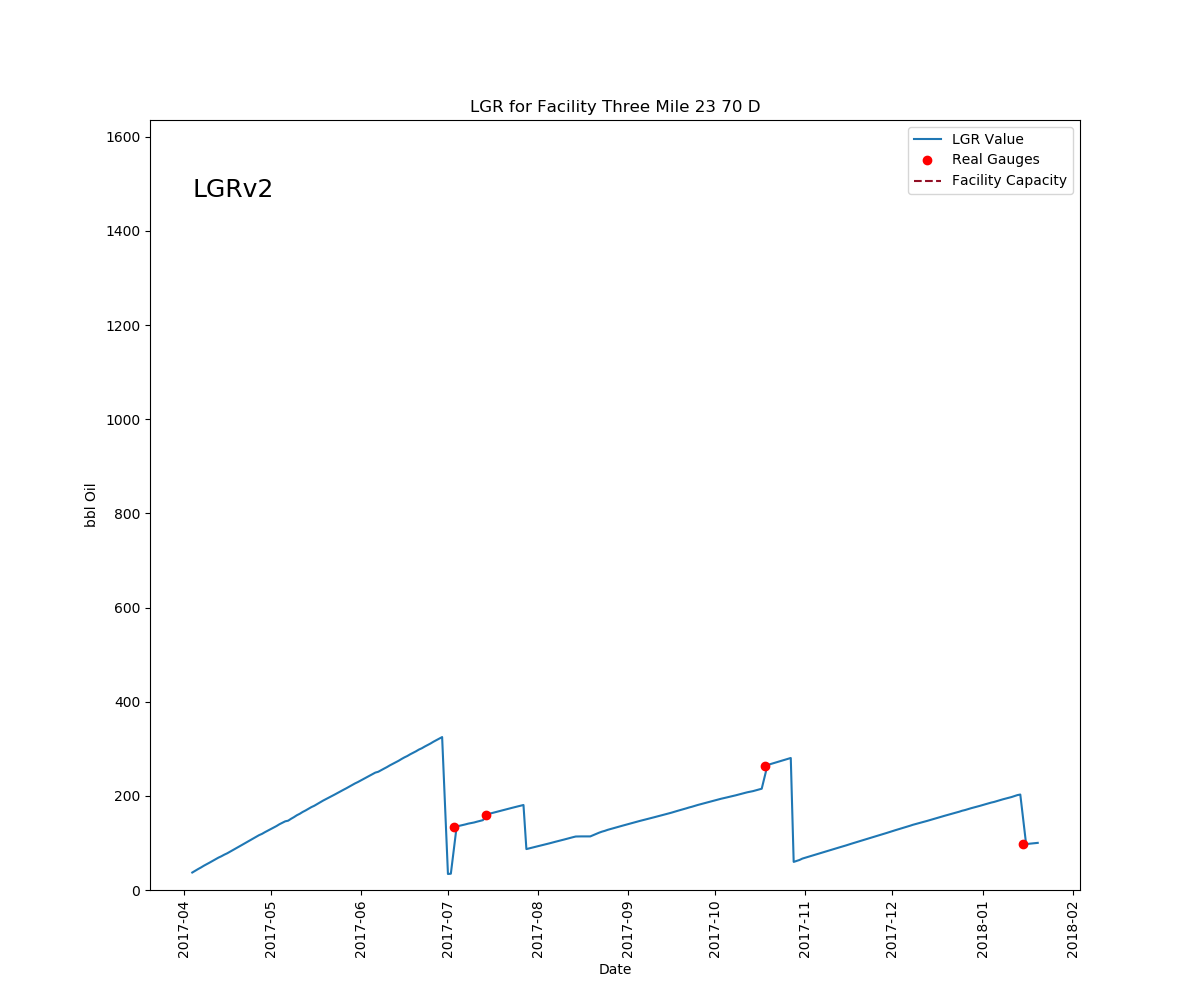 LGR for Facility Three Mile 23 70 D
LGRv2
LGR Value
Real Gauges
Facility Capacity
bbl Oil
1600
1400
1200
1000
800
600
400
200
0
2017-04
2017-05
2017-06
2017-07
2017-08
2017-09
2017-10
2017-11
2017-12
2018-01
2018-02
Date